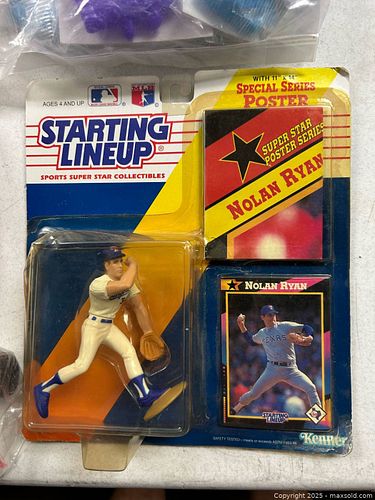 WITH 11" x 14"
SPECIAL SERIES
POSTER
AGES 4 AND UP
STARTING
LINEUP®
SPORTS SUPER STAR COLLECTIBLES
SUPER STAR
POSTER SERIES
NOLAN RYAN
NOLAN RYAN
TEXAS
STARTING
LINEUP
Kenner
Copyright 2025 - maxsold.com